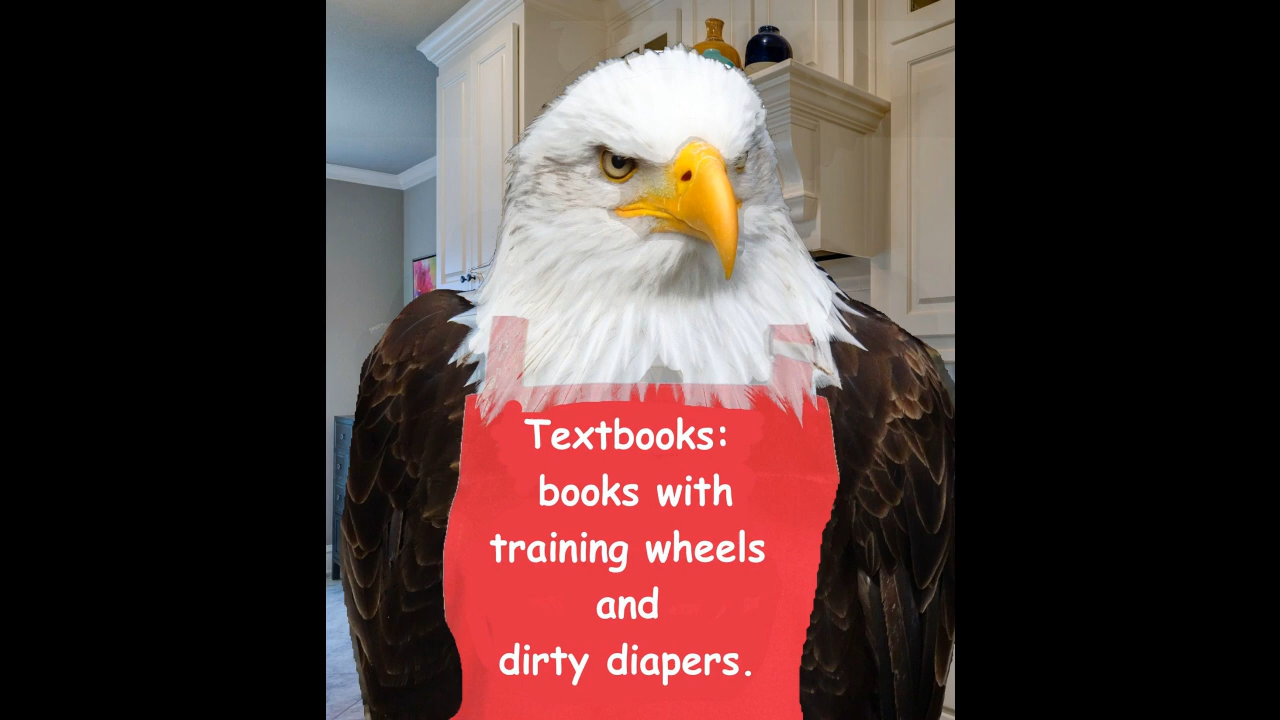 Textbooks:
books with
training wheels
and
dirty diapers.